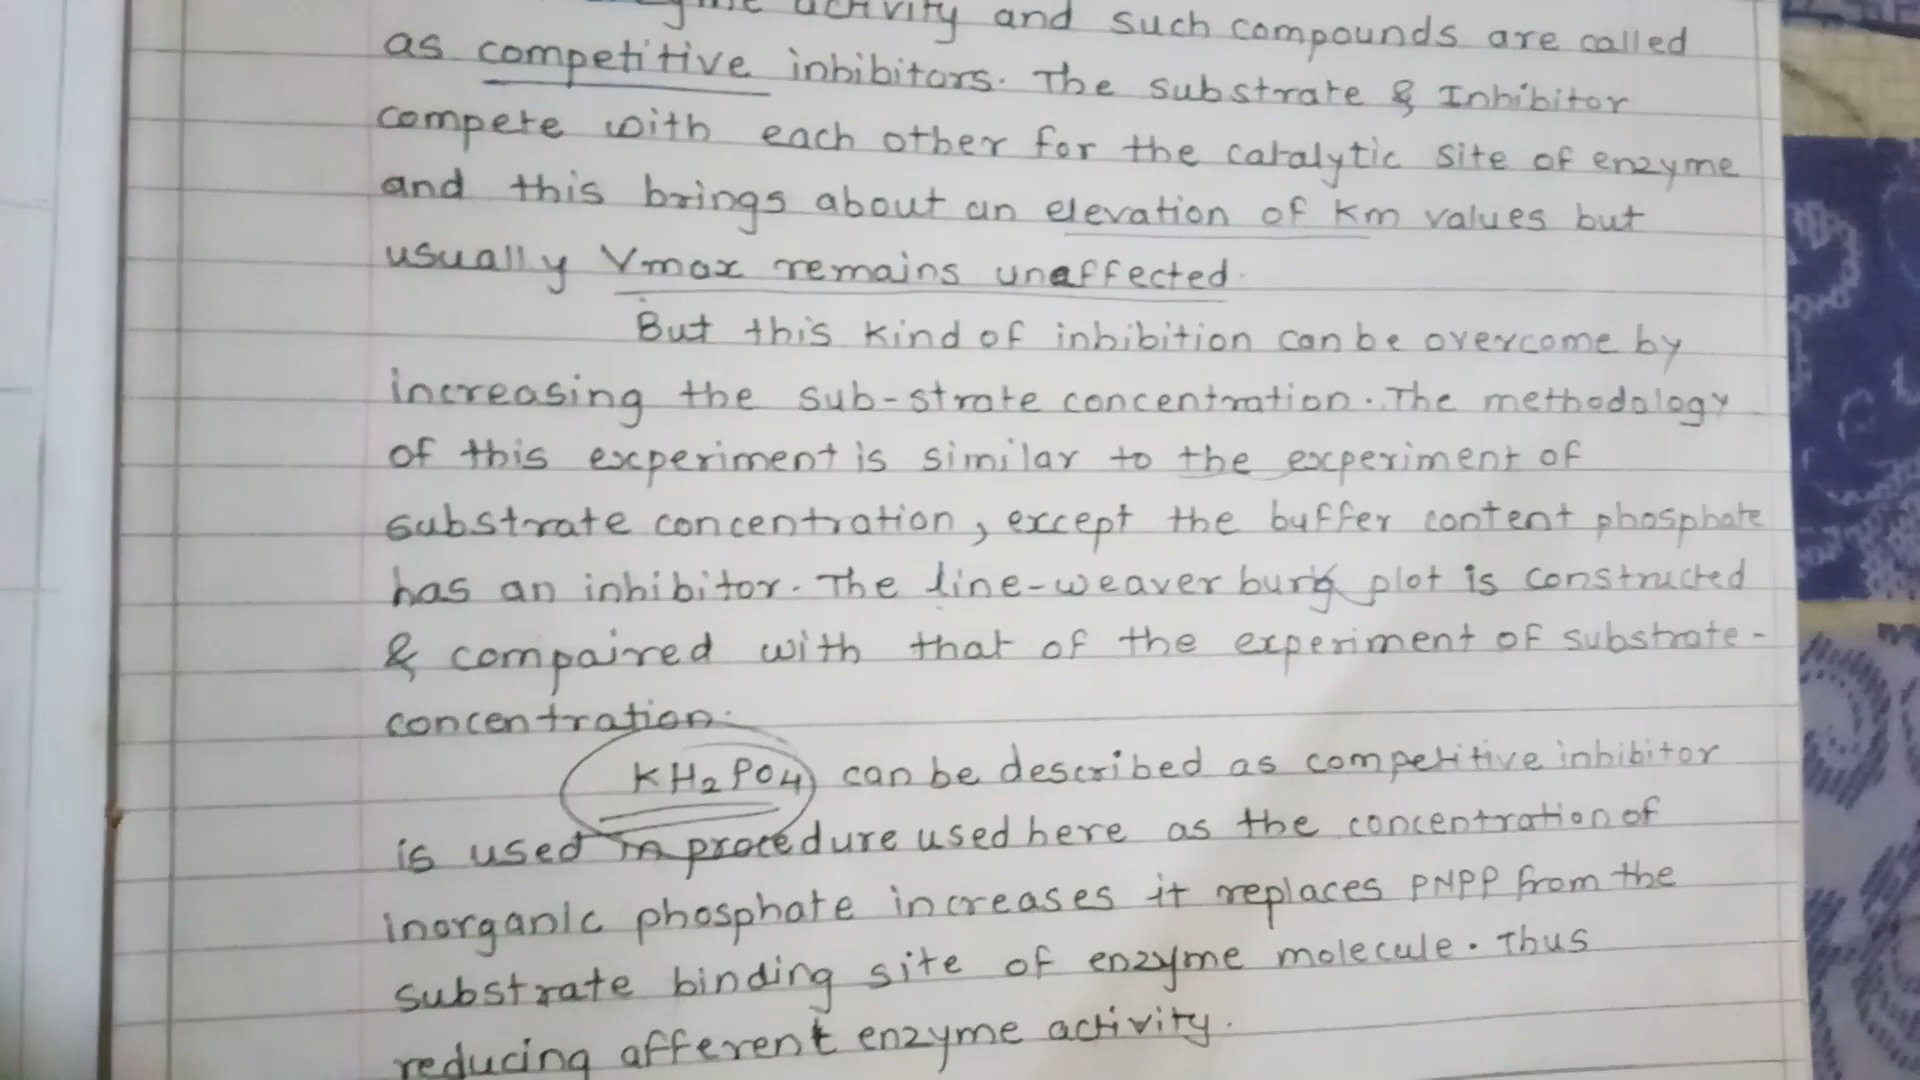 activity and such compounds are called
as competitive inhibitors. The substrate & Inhibitor
compete with each other for the catalytic site of enzyme
and this brings about an elevation of Km values but
usually Vmax remains unaffected.
But this kind of inhibition can be overcome by
increasing the sub-strate concentration. The methodology
of this experiment is similar to the experiment of
substrate concentration, except the buffer content phosphate
has an inhibitor. The line-weaver burk plot is constructed
& compaired with that of the experiment of substrate-
concentration.
KH2PO4 can be described as competitive inhibitor
is used in procedure used here as the concentration of
inorganic phosphate increases it replaces PNPP from the
substrate binding site of enzyme molecule. Thus
reducing afferent enzyme activity.